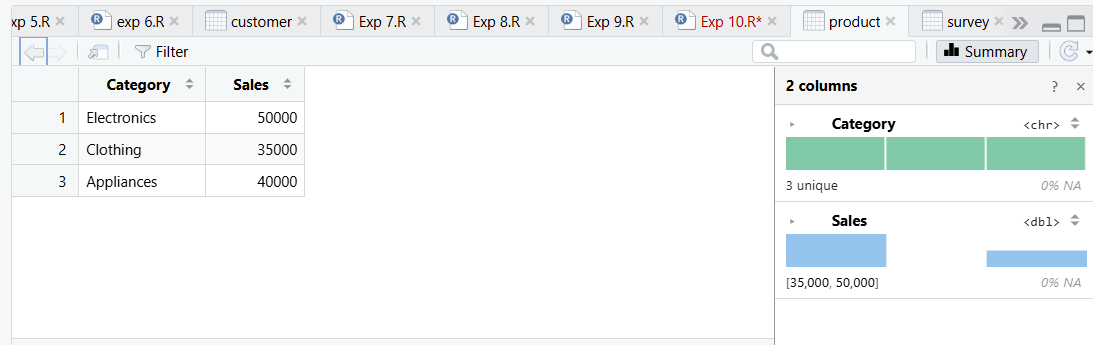 xp 5.R × exp 6.R × customer × Exp 7.R × Exp 8.R × Exp 9.R × Exp 10.R* × product × survey ×
Filter Summary
Category Sales
1 Electronics 50000
2 Clothing 35000
3 Appliances 40000
2 columns ? ×
Category <chr>
3 unique 0% NA
Sales <dbl>
[35,000, 50,000] 0% NA